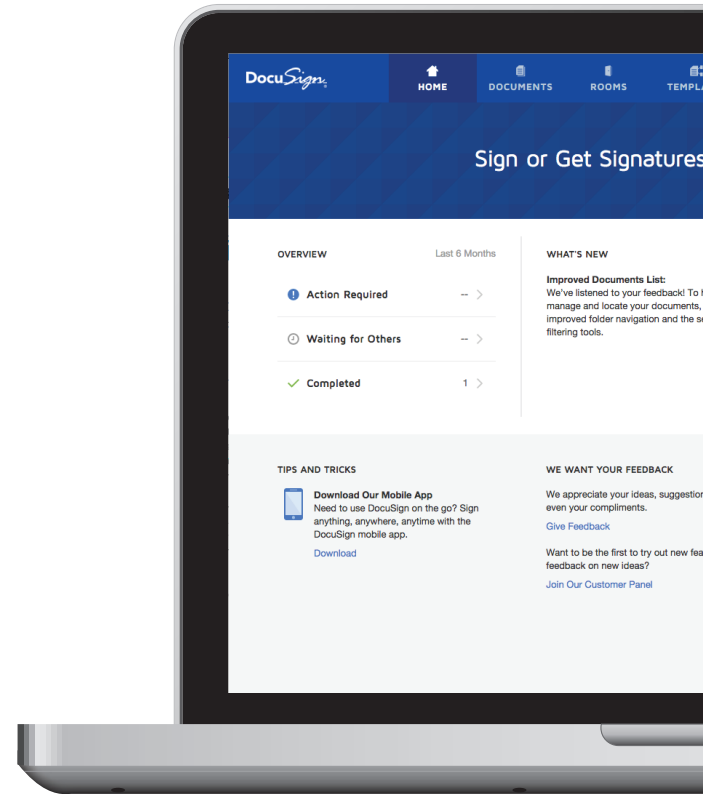 DocuSign
HOME
DOCUMENTS
ROOMS
Sign or Get Signatures
OVERVIEW
Last 6 Months
Action Required --
Waiting for Others --
Completed 1
WHAT'S NEW
Improved Documents List:
We've listened to your feedback! To
manage and locate your documents,
improved folder navigation and the
filtering tools.
TIPS AND TRICKS
Download Our Mobile App
Need to use DocuSign on the go? Sign
anything, anywhere, anytime with the
DocuSign mobile app.
Download
WE WANT YOUR FEEDBACK
We appreciate your ideas,
even your compliments.
Give Feedback
Want to be the first to try out new
feedback on new ideas?
Join Our Customer Panel